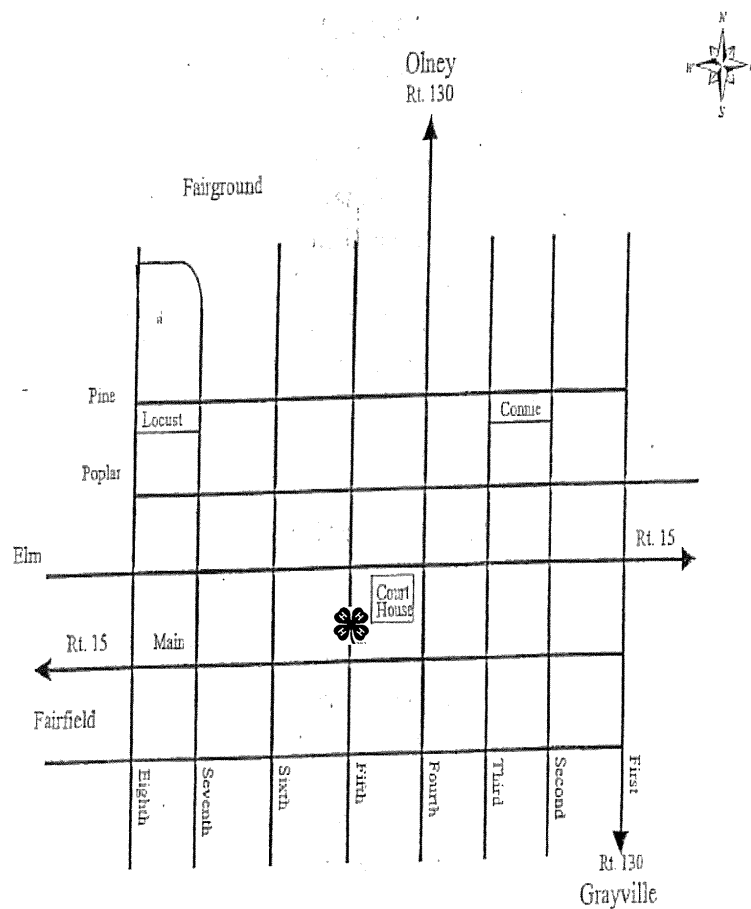 N
W
S
Olney
Rt. 130
Fairground
Pine
Locust
Connie
Poplar
Elm
Rt. 15
Court
House
Rt. 15
Main
Fairfield
Eighth
Seventh
Sixth
Fifth
Fourth
Third
Second
First
Rt. 130
Grayville